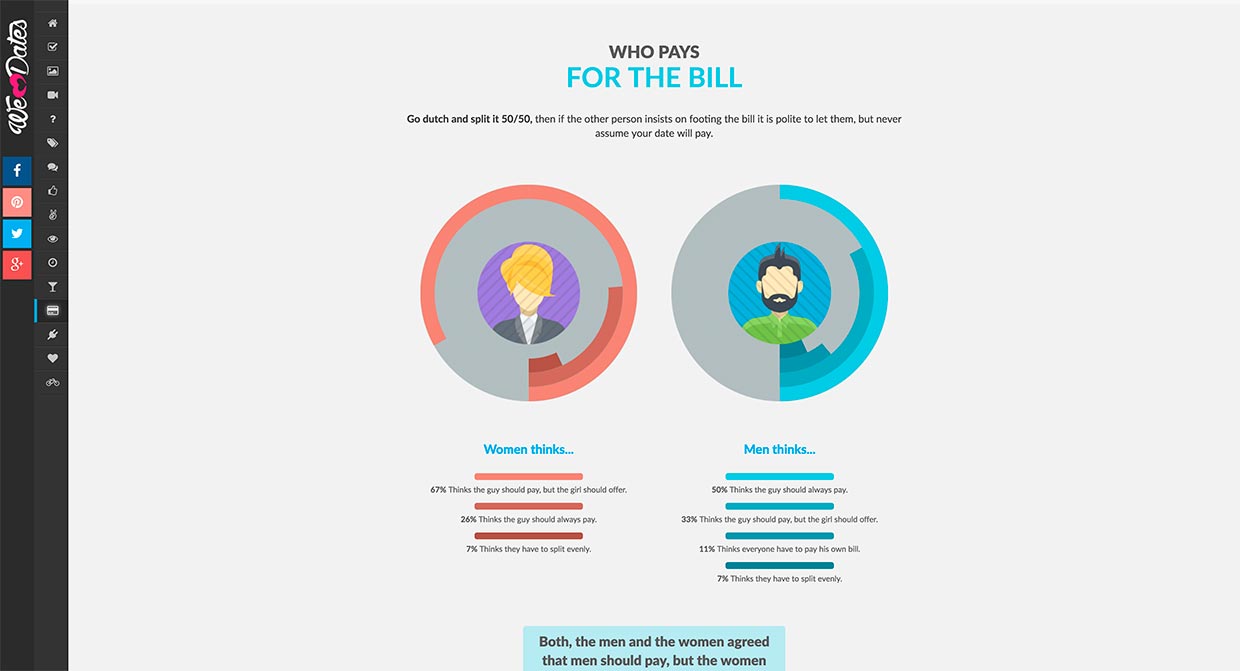 We Dates
WHO PAYS
FOR THE BILL
Go dutch and split it 50/50, then if the other person insists on footing the bill it is polite to let them, but never
assume your date will pay.
f
g+
?
Women thinks...
67% Thinks the guy should pay, but the girl should offer.
26% Thinks the guy should always pay.
7% Thinks they have to split evenly.
Men thinks...
50% Thinks the guy should always pay.
33% Thinks the guy should pay, but the girl should offer.
11% Thinks everyone have to pay his own bill.
7% Thinks they have to split evenly.
Both, the men and the women agreed
that men should pay, but the women